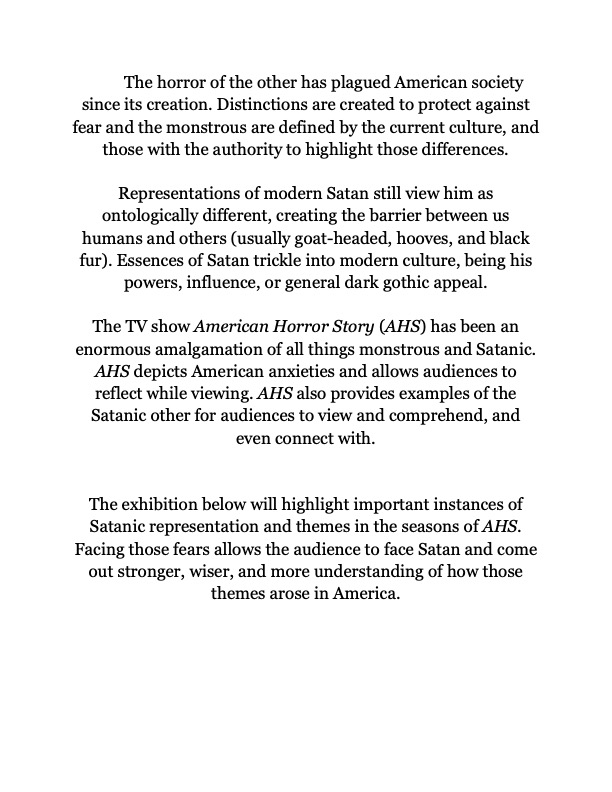 The horror of the other has plagued American society
since its creation. Distinctions are created to protect against
fear and the monstrous are defined by the current culture, and
those with the authority to highlight those differences.
Representations of modern Satan still view him as
ontologically different, creating the barrier between us
humans and others (usually goat-headed, hooves, and black
fur). Essences of Satan trickle into modern culture, being his
powers, influence, or general dark gothic appeal.
The TV show American Horror Story (AHS) has been an
enormous amalgamation of all things monstrous and Satanic.
AHS depicts American anxieties and allows audiences to
reflect while viewing. AHS also provides examples of the
Satanic other for audiences to view and comprehend, and
even connect with.
The exhibition below will highlight important instances of
Satanic representation and themes in the seasons of AHS.
Facing those fears allows the audience to face Satan and come
out stronger, wiser, and more understanding of how those
themes arose in America.